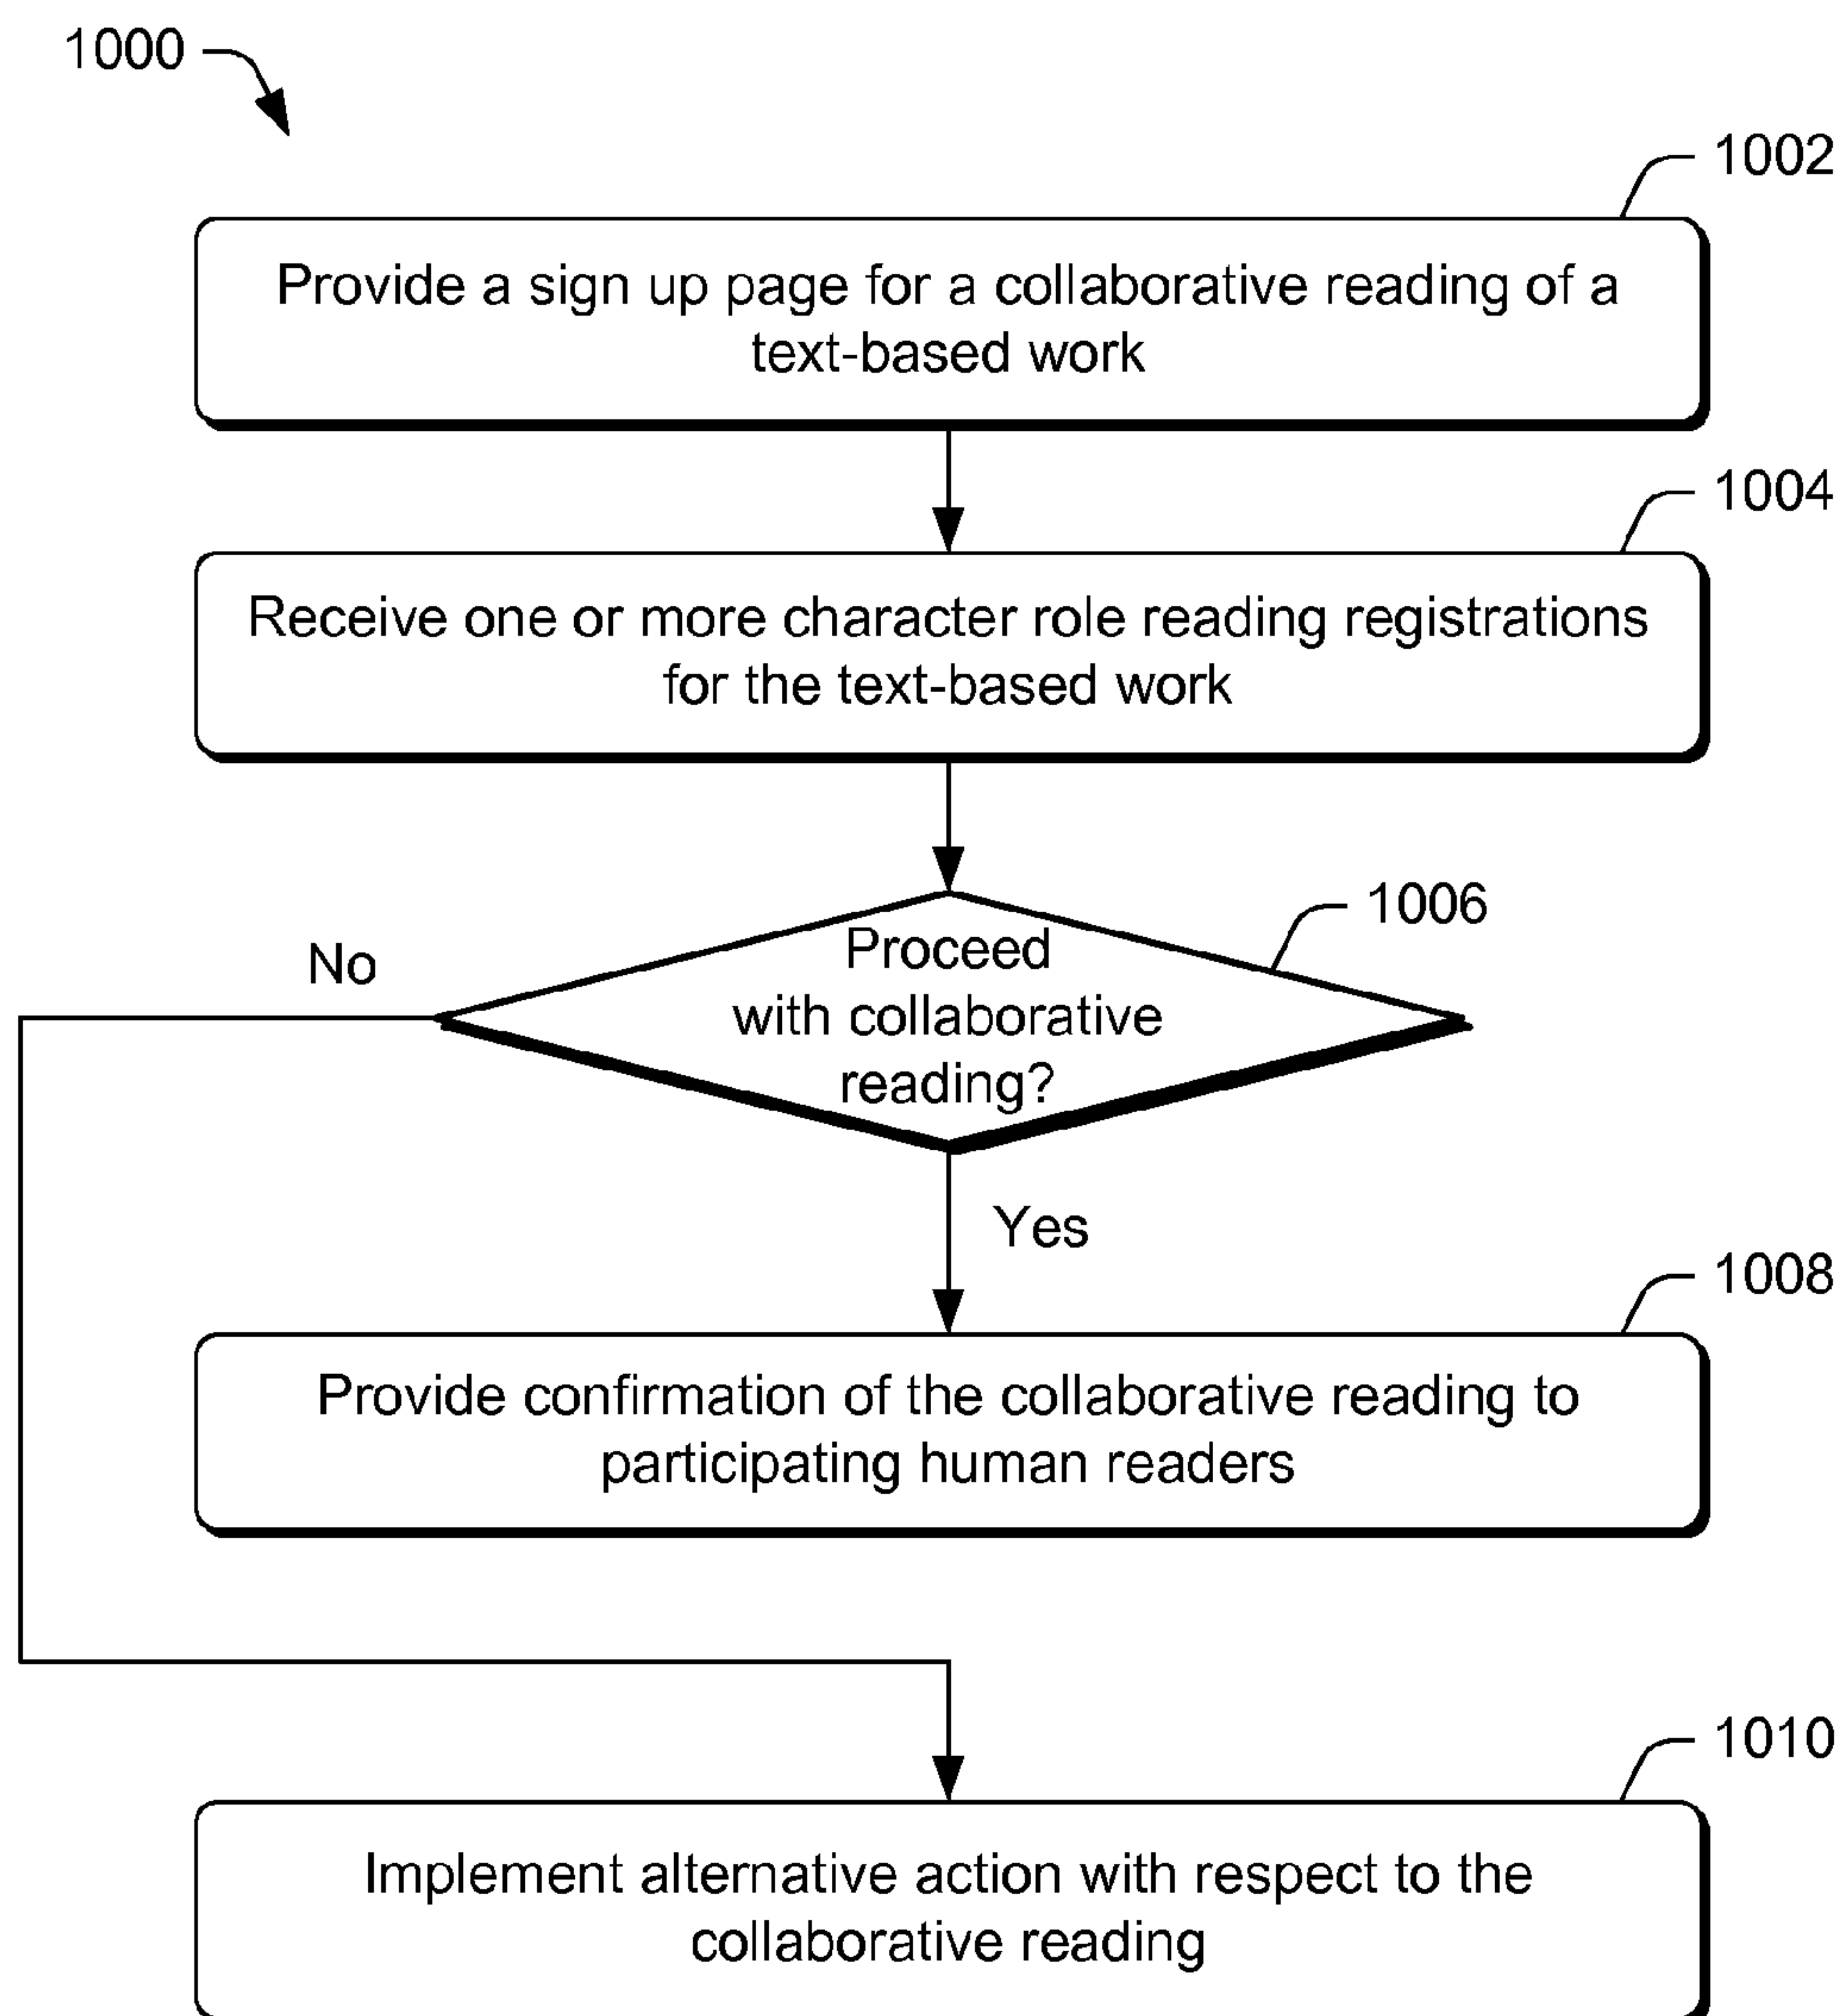 1000
1002
Provide a sign up page for a collaborative reading of a
text-based work
1004
Receive one or more character role reading registrations
for the text-based work
1006
No
Proceed
with collaborative
reading?
Yes
1008
Provide confirmation of the collaborative reading to
participating human readers
1010
Implement alternative action with respect to the
collaborative reading